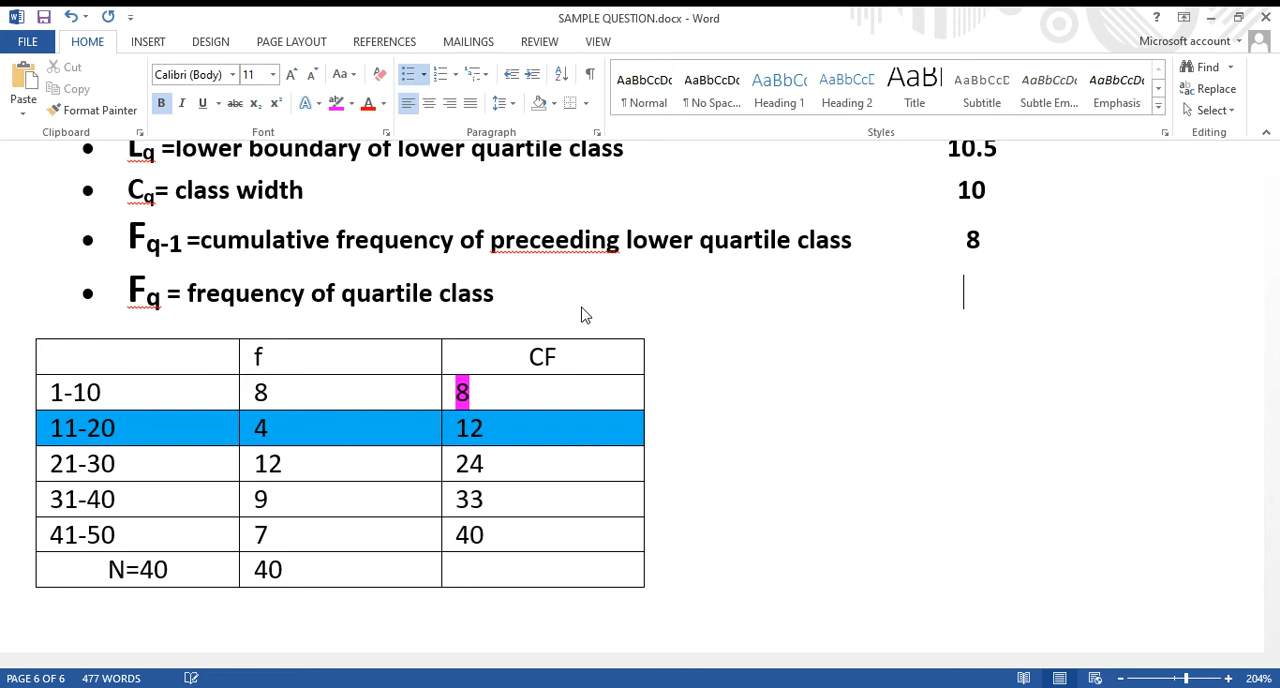 SAMPLE QUESTION.docx - Word
FILE HOME INSERT DESIGN PAGE LAYOUT REFERENCES MAILINGS REVIEW VIEW Microsoft account
Paste Cut Copy Format Painter
Calibri (Body) 11
AaBbCcDc AaBbCcDc AaBbCc AaBbCcD AaBl AaBbCcD AaBbCcDc AaBbCcDc
¶ Normal ¶ No Spac... Heading 1 Heading 2 Title Subtitle Subtle Em... Emphasis
Find Replace Select
Clipboard Font Paragraph Styles Editing
• Lq =lower boundary of lower quartile class 10.5
• Cq= class width 10
• Fq-1 =cumulative frequency of preceeding lower quartile class 8
• Fq = frequency of quartile class
f CF
1-10 8 8
11-20 4 12
21-30 12 24
31-40 9 33
41-50 7 40
N=40 40
PAGE 6 OF 6 477 WORDS 204%